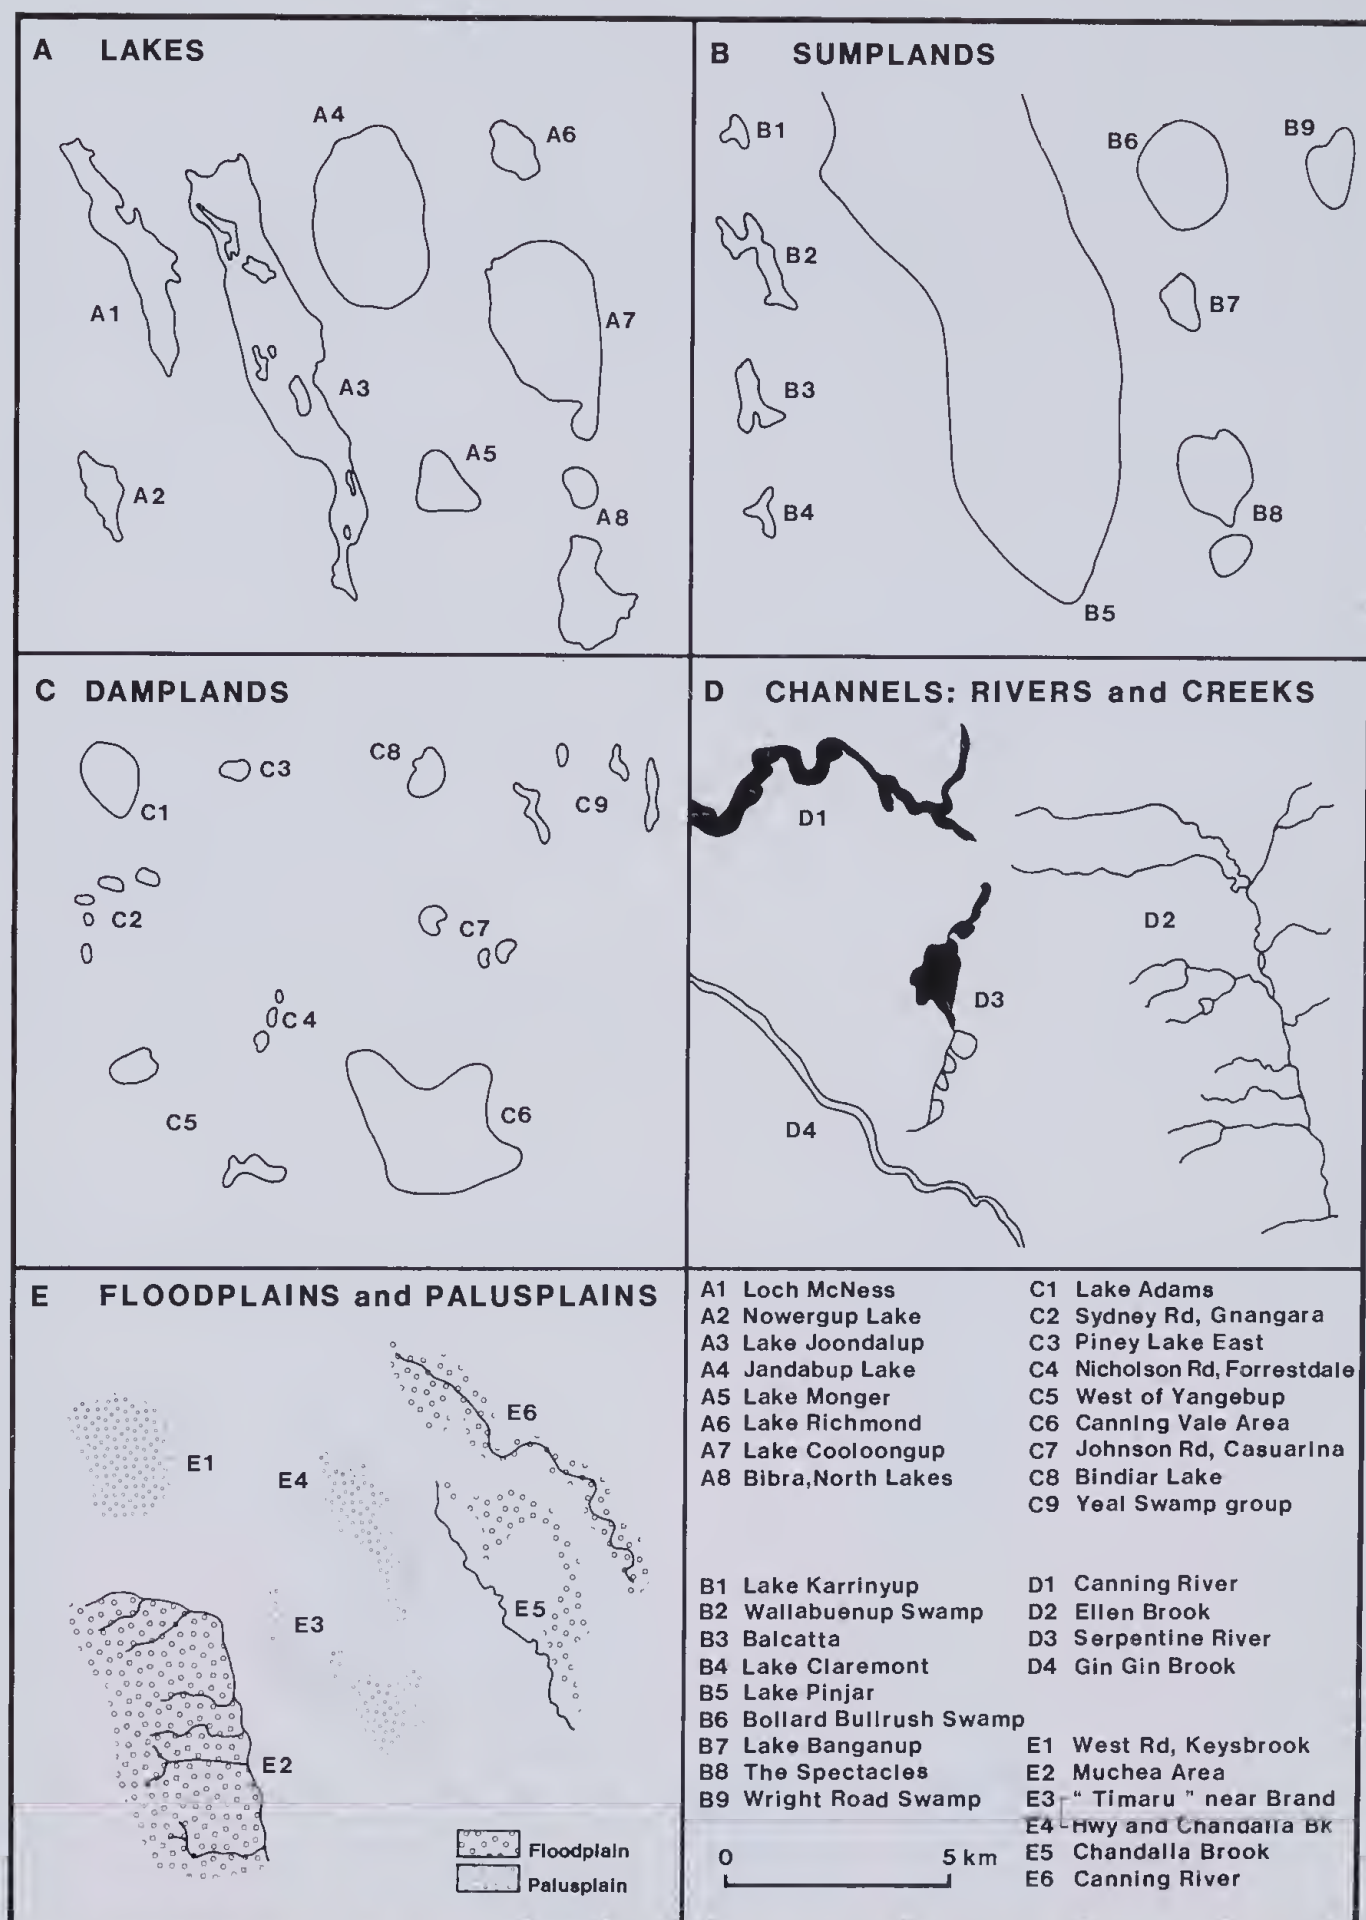 A LAKES
A4
A6
A1
A7
A3
A5
A2
A8
B SUMPLANDS
B1
B6
B9
B2
B7
B3
B4
B8
B5
C DAMPLANDS
C8
C3
C9
C1
C2
C7
C4
C5
C6
D CHANNELS: RIVERS and CREEKS
D1
D2
D3
D4
E FLOODPLAINS and PALUSPLAINS
E6
E1
E4
E5
E3
E2
Floodplain
Palusplain
A1 Loch McNess
A2 Nowergup Lake
A3 Lake Joondalup
A4 Jandabup Lake
A5 Lake Monger
A6 Lake Richmond
A7 Lake Cooloongup
A8 Bibra,North Lakes
B1 Lake Karrinyup
B2 Wallabuenup Swamp
B3 Balcatta
B4 Lake Claremont
B5 Lake Pinjar
B6 Bollard Bullrush Swamp
B7 Lake Banganup
B8 The Spectacles
B9 Wright Road Swamp
0 5 km
C1 Lake Adams
C2 Sydney Rd, Gnangara
C3 Piney Lake East
C4 Nicholson Rd, Forrestdale
C5 West of Yangebup
C6 Canning Vale Area
C7 Johnson Rd, Casuarina
C8 Bindiar Lake
C9 Yeal Swamp group
D1 Canning River
D2 Ellen Brook
D3 Serpentine River
D4 Gin Gin Brook
E1 West Rd, Keysbrook
E2 Muchea Area
E3 " Timaru " near Brand
E4 Hwy and Chandalla Bk
E5 Chandalla Brook
E6 Canning River